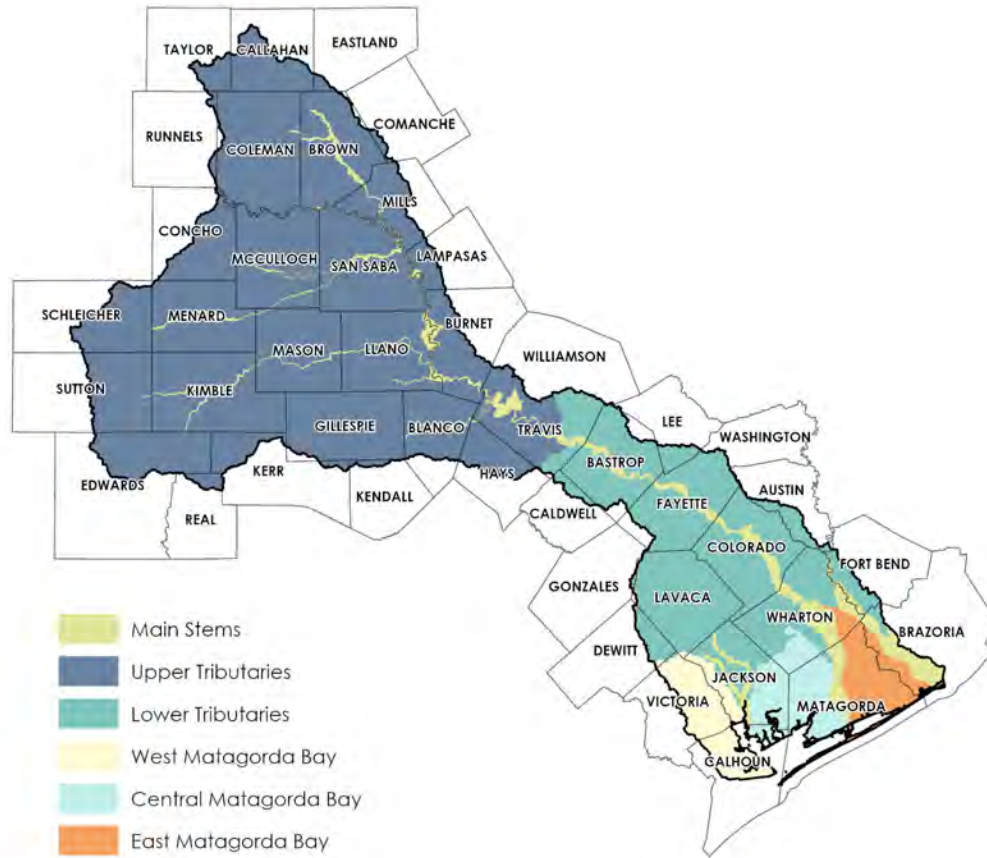 TAYLOR
CALLAHAN
EASTLAND
RUNNELS
COLEMAN
BROWN
COMANCHE
MILLS
CONCHO
MCCULLOCH
SAN SABA
LAMPASAS
SCHLEICHER
MENARD
MASON
LLANO
BURNET
WILLIAMSON
SUTTON
KIMBLE
GILLESPIE
BLANCO
TRAVIS
LEE
WASHINGTON
EDWARDS
KERR
KENDALL
HAYS
BASTROP
REAL
CALDWELL
FAYETTE
AUSTIN
GONZALES
COLORADO
FORT BEND
LAVACA
WHARTON
BRAZORIA
DEWITT
JACKSON
VICTORIA
MATAGORDA
CALHOUN
Main Stems
Upper Tributaries
Lower Tributaries
West Matagorda Bay
Central Matagorda Bay
East Matagorda Bay